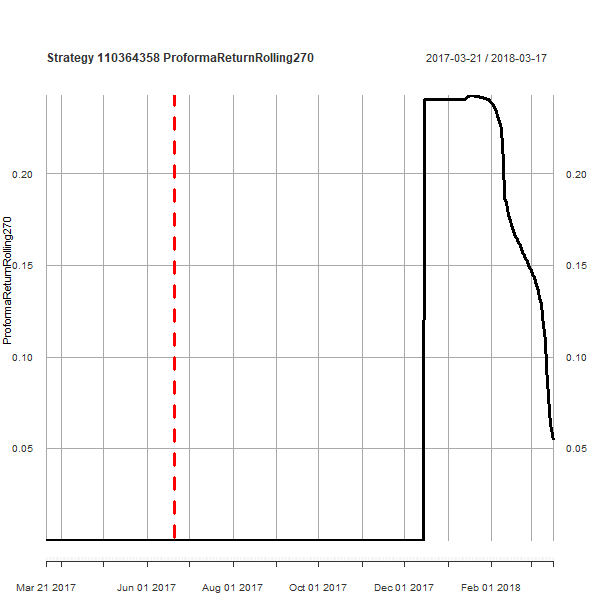 Strategy 110364358 ProformaReturnRolling270
2017-03-21 / 2018-03-17
ProformaReturnRolling270
0.20
0.15
0.10
0.05
0.20
0.15
0.10
0.05
Mar 21 2017
Jun 01 2017
Aug 01 2017
Oct 01 2017
Dec 01 2017
Feb 01 2018